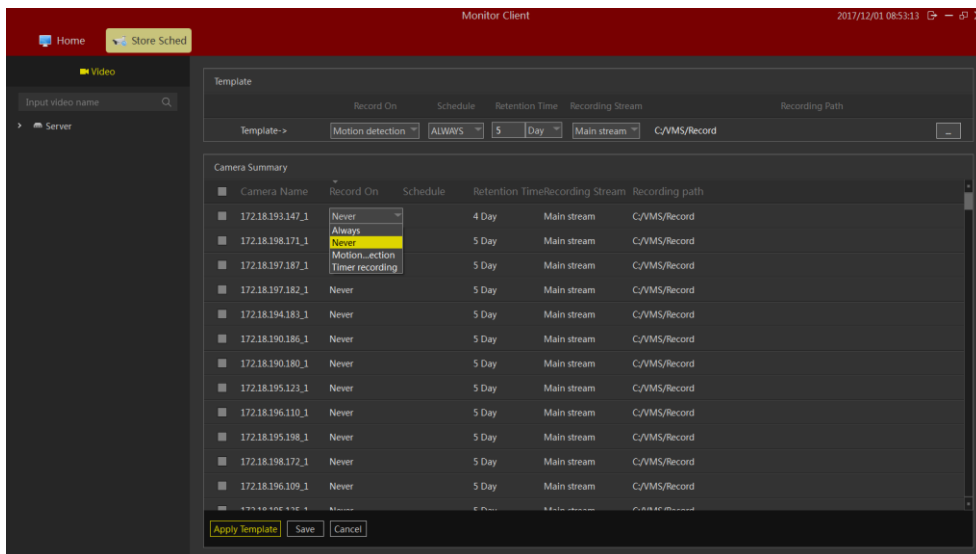 Monitor Client 2017/12/01 08:53:13
Home Store Sched
Video
Input video name
Server
Template
Record On Schedule Retention Time Recording Stream Recording Path
Template-> Motion detection ALWAYS 5 Day Main stream C:/VMS/Record ...
Camera Summary
Camera Name Record On Schedule Retention Time Recording Stream Recording path
172.18.193.147_1 Never 4 Day Main stream C:/VMS/Record
Always
172.18.198.171_1 Never 5 Day Main stream C:/VMS/Record
Motion...ection
172.18.197.187_1 Timer recording 5 Day Main stream C:/VMS/Record
172.18.197.182_1 Never 5 Day Main stream C:/VMS/Record
172.18.194.183_1 Never 5 Day Main stream C:/VMS/Record
172.18.190.186_1 Never 5 Day Main stream C:/VMS/Record
172.18.190.180_1 Never 5 Day Main stream C:/VMS/Record
172.18.195.123_1 Never 5 Day Main stream C:/VMS/Record
172.18.196.110_1 Never 5 Day Main stream C:/VMS/Record
172.18.195.198_1 Never 5 Day Main stream C:/VMS/Record
172.18.198.172_1 Never 5 Day Main stream C:/VMS/Record
172.18.196.109_1 Never 5 Day Main stream C:/VMS/Record
Apply Template Save Cancel